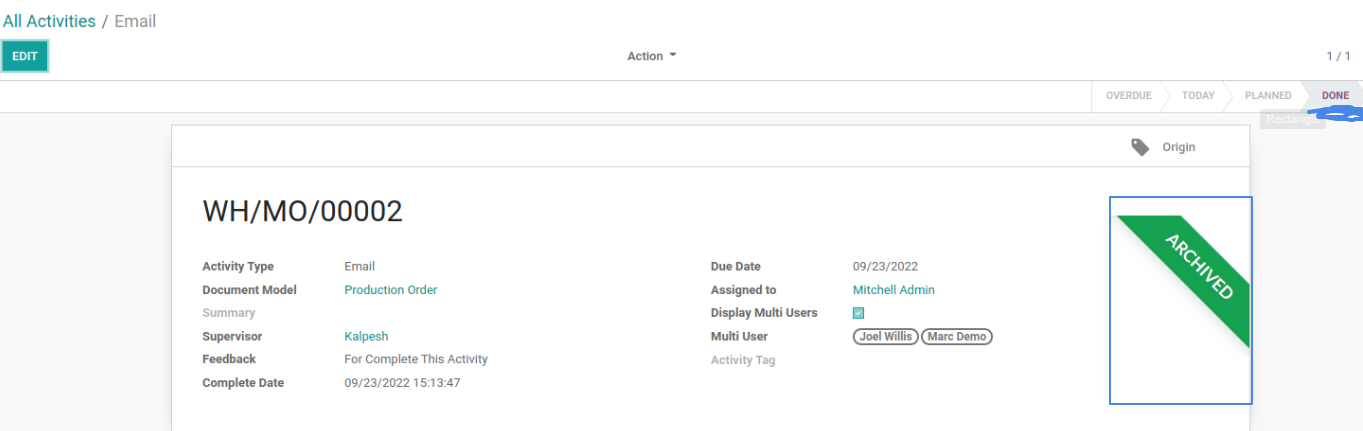 All Activities / Email
EDIT
Action
1 / 1
OVERDUE TODAY PLANNED DONE
Origin
WH/MO/00002
ARCHIVED
Activity Type Email
Due Date 09/23/2022
Document Model Production Order
Assigned to Mitchell Admin
Summary
Display Multi Users
Supervisor Kalpesh
Multi User Joel Willis Marc Demo
Feedback For Complete This Activity
Activity Tag
Complete Date 09/23/2022 15:13:47